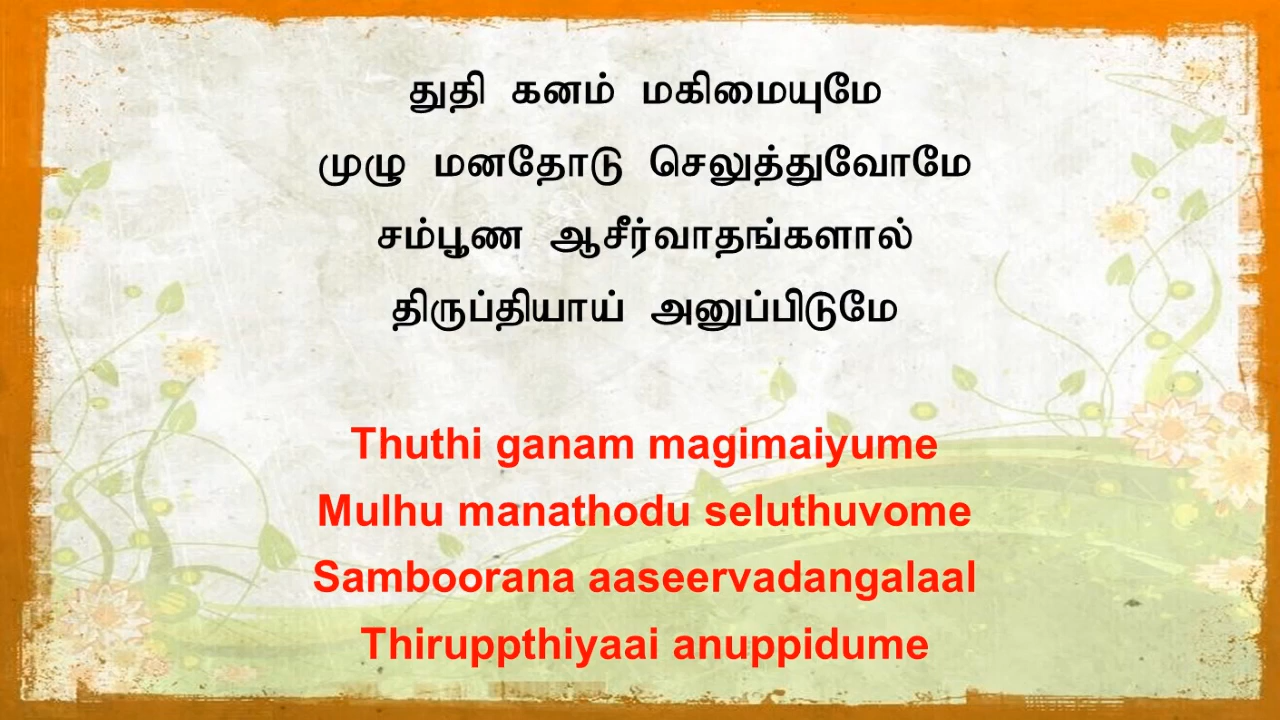 துதி கனம் மகிமையுமே
முழு மனதோடு செலுத்துவோமே
சம்பூண ஆசீர்வாதங்களால்
திருப்தியாய் அனுப்பிடுமே
Thuthi ganam magimaiyume
Mulhu manathodu seluthuvome
Samboorana aaseervadangalaal
Thiruppthiyaai anuppidume